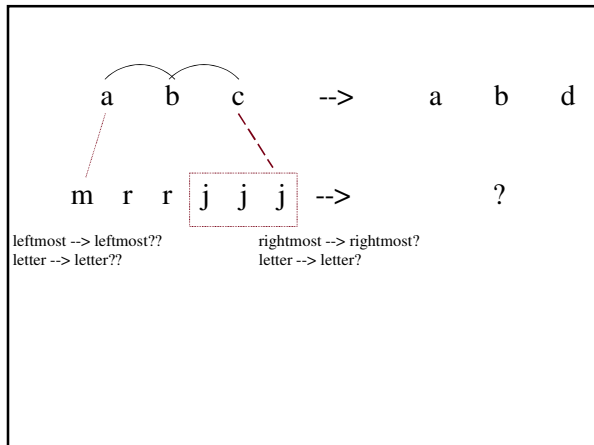 a b c --> a b d
m r r j j j --> ?
leftmost --> leftmost?? rightmost --> rightmost?
letter --> letter?? letter --> letter?